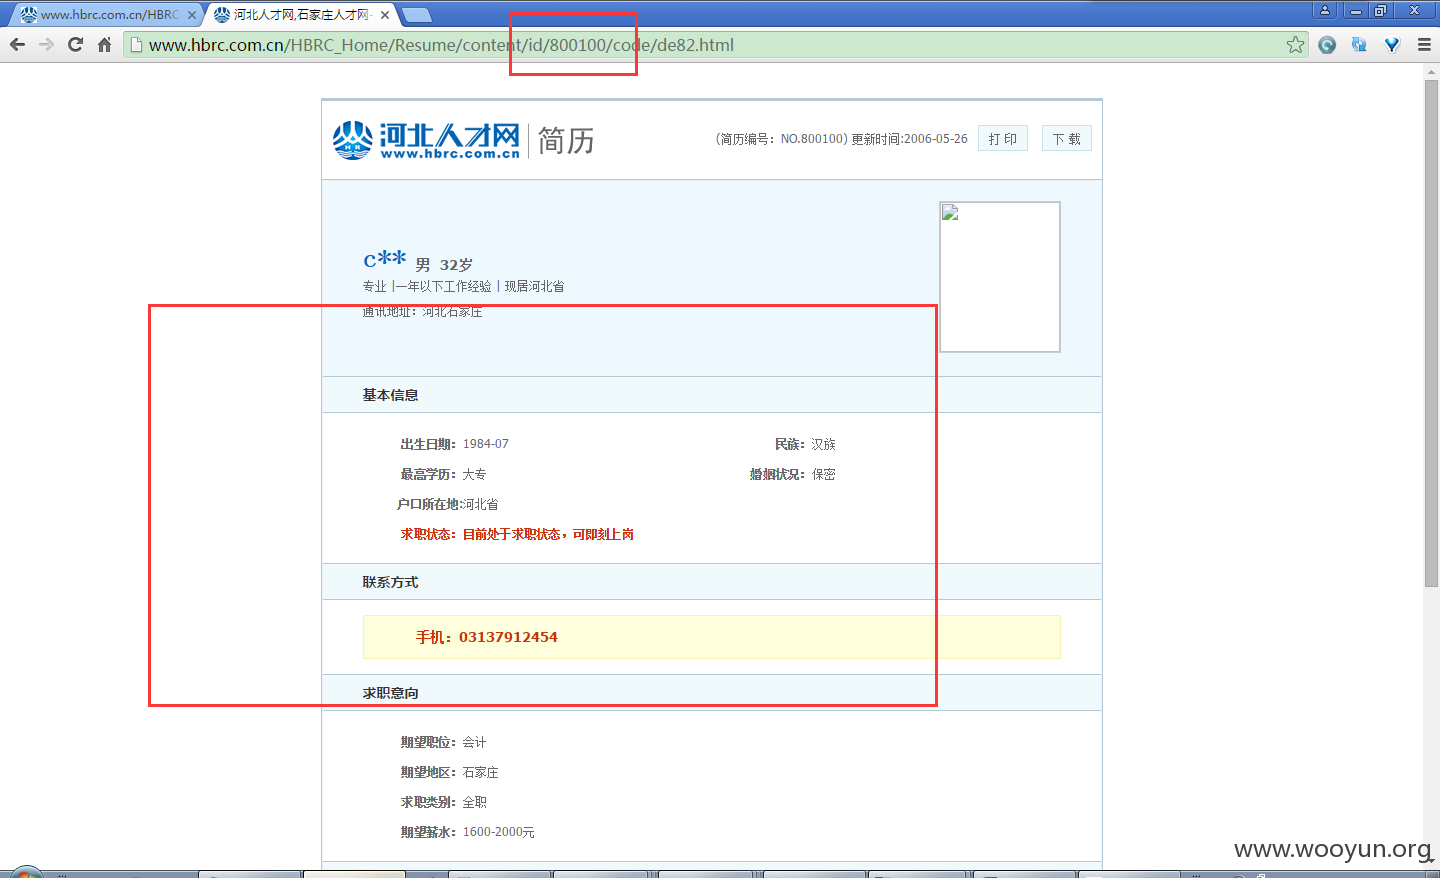 www.hbrc.com.cn/HBRC
河北人才网,石家庄人才网-
www.hbrc.com.cn/HBRC_Home/Resume/content/id/800100/code/de82.html
河北人才网
www.hbrc.com.cn
简历
(简历编号：NO.800100) 更新时间:2006-05-26
打 印
下 载
c** 男 32岁
专业 |一年以下工作经验 | 现居河北省
通讯地址：河北石家庄
基本信息
出生日期：1984-07
民族：汉族
最高学历：大专
婚姻状况：保密
户口所在地:河北省
求职状态：目前处于求职状态，可即刻上岗
联系方式
手机：03137912454
求职意向
期望职位：会计
期望地区：石家庄
求职类别：全职
期望薪水：1600-2000元
www.wooyun.org